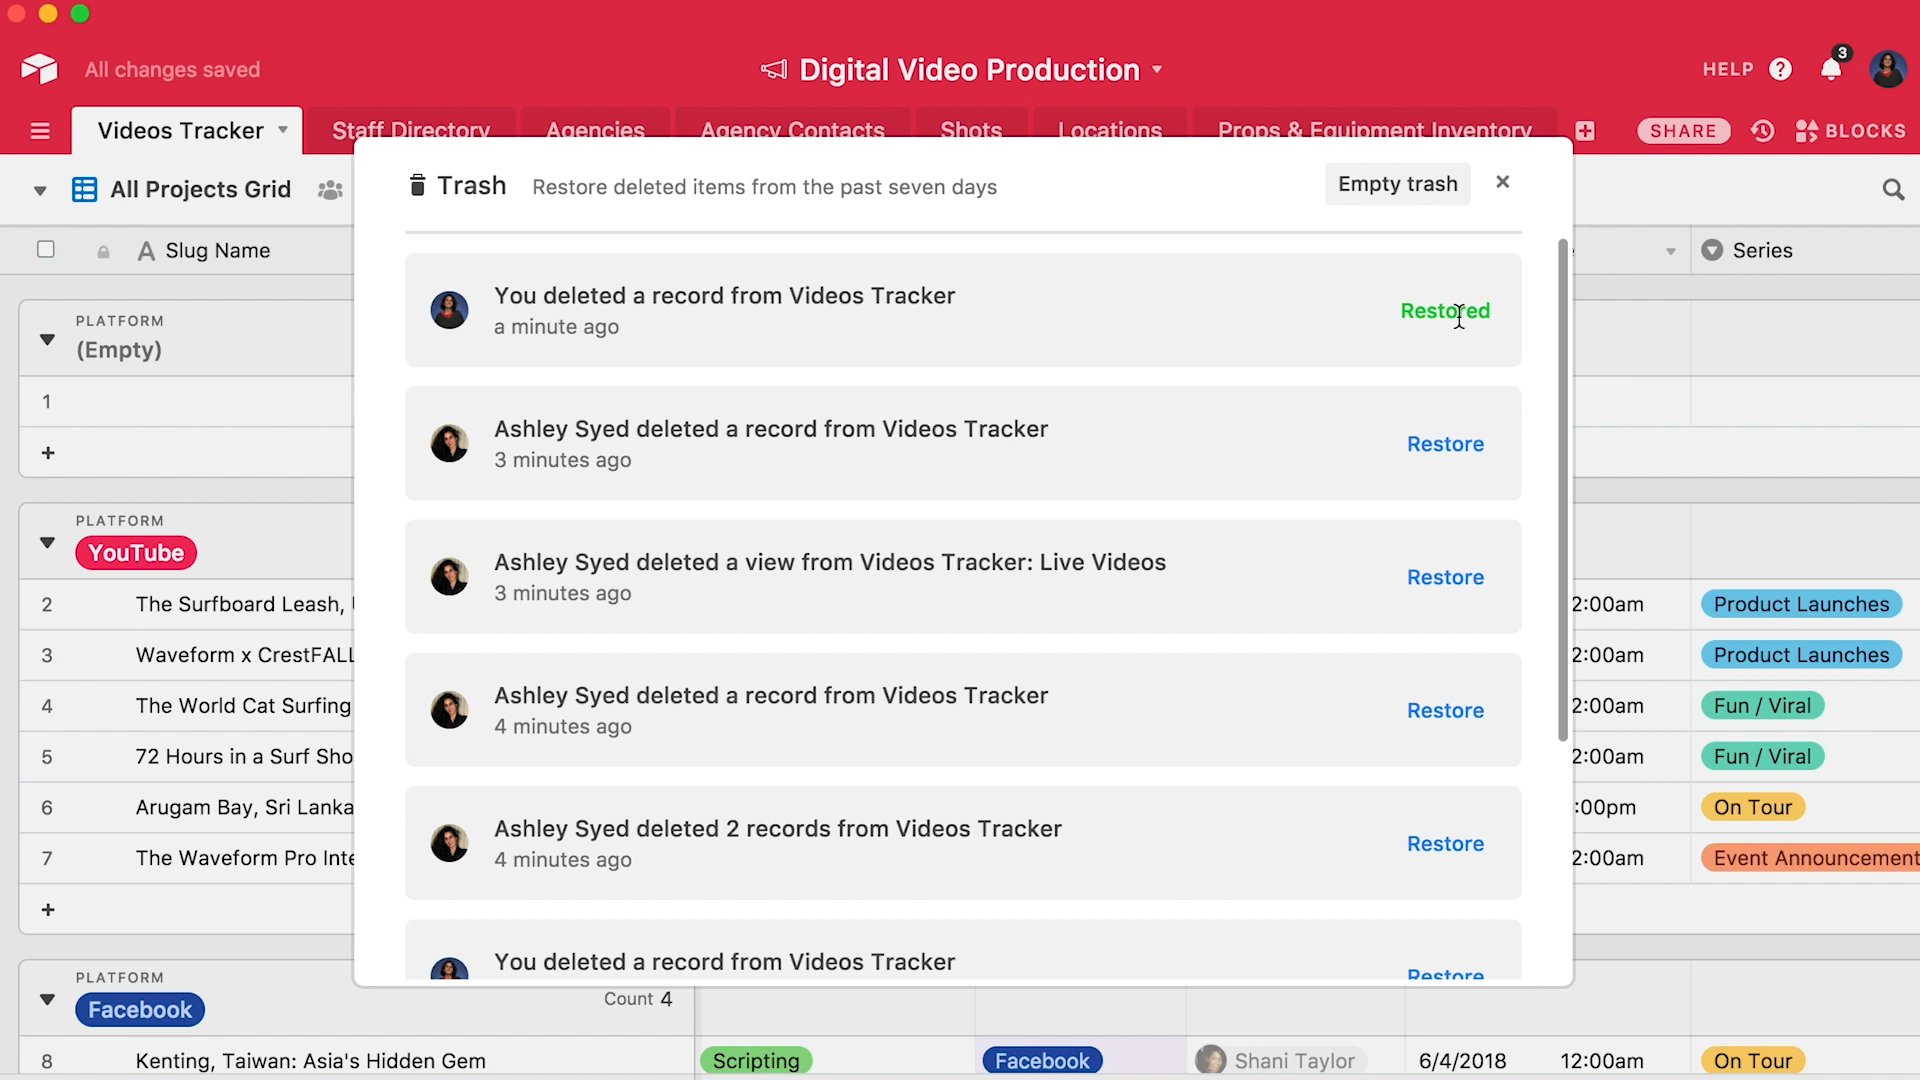 All changes saved
Digital Video Production
HELP
3
Videos Tracker
Staff Directory
Agencies
Agency Contacts
Shots
Locations
Props & Equipment Inventory
SHARE
BLOCKS
All Projects Grid
Trash
Restore deleted items from the past seven days
Empty trash
Slug Name
Series
You deleted a record from Videos Tracker
a minute ago
Restored
PLATFORM
(Empty)
1
Ashley Syed deleted a record from Videos Tracker
3 minutes ago
Restore
PLATFORM
YouTube
Ashley Syed deleted a view from Videos Tracker: Live Videos
3 minutes ago
Restore
2 The Surfboard Leash, 2:00am Product Launches
3 Waveform x CrestFALL 2:00am Product Launches
Ashley Syed deleted a record from Videos Tracker
4 minutes ago
Restore
4 The World Cat Surfing 2:00am Fun / Viral
5 72 Hours in a Surf Sho 2:00am Fun / Viral
Ashley Syed deleted 2 records from Videos Tracker
4 minutes ago
Restore
6 Arugam Bay, Sri Lanka :00pm On Tour
7 The Waveform Pro Inte 2:00am Event Announcement
You deleted a record from Videos Tracker
Restore
PLATFORM
Facebook
Count 4
8 Kenting, Taiwan: Asia's Hidden Gem Scripting Facebook Shani Taylor 6/4/2018 12:00am On Tour